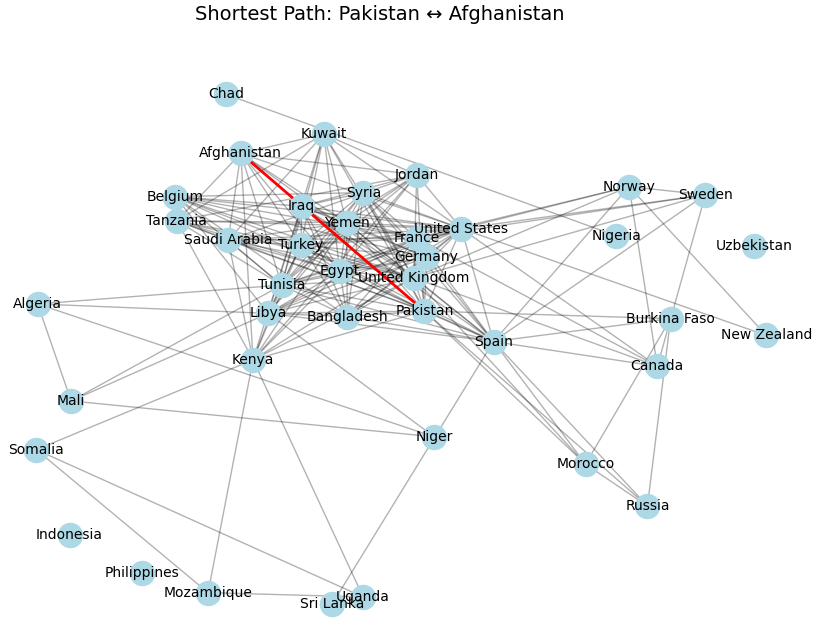 Shortest Path: Pakistan ↔ Afghanistan
Chad
Kuwait
Afghanistan
Jordan
Norway
Syria
Sweden
Belgium
Iraq
Tanzania
Yemen
United States
Nigeria
France
Saudi Arabia
Turkey
Uzbekistan
Germany
Egypt
United Kingdom
Tunisia
Algeria
Libya
Pakistan
Bangladesh
Burkina Faso
New Zealand
Spain
Kenya
Canada
Mali
Niger
Somalia
Morocco
Russia
Indonesia
Philippines
Mozambique
Uganda
Sri Lanka